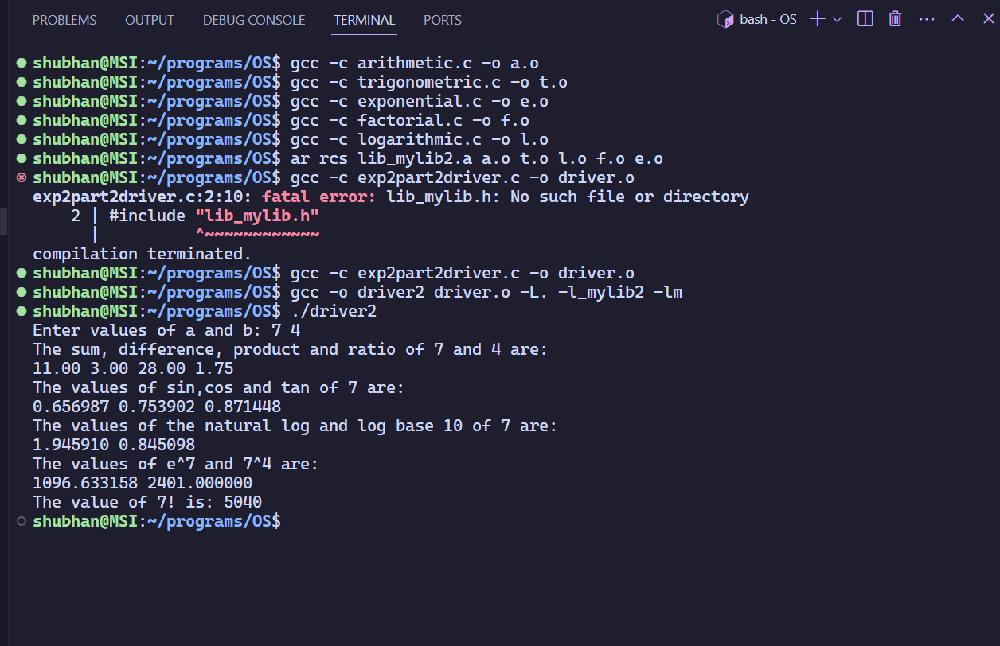 PROBLEMS OUTPUT DEBUG CONSOLE TERMINAL PORTS bash - OS
shubhan@MSI:~/programs/OS$ gcc -c arithmetic.c -o a.o
shubhan@MSI:~/programs/OS$ gcc -c trigonometric.c -o t.o
shubhan@MSI:~/programs/OS$ gcc -c exponential.c -o e.o
shubhan@MSI:~/programs/OS$ gcc -c factorial.c -o f.o
shubhan@MSI:~/programs/OS$ gcc -c logarithmic.c -o l.o
shubhan@MSI:~/programs/OS$ ar rcs lib_mylib2.a a.o t.o l.o f.o e.o
shubhan@MSI:~/programs/OS$ gcc -c exp2part2driver.c -o driver.o
exp2part2driver.c:2:10: fatal error: lib_mylib.h: No such file or directory
    2 | #include "lib_mylib.h"
      |          ^~~~~~~~~~~~~
compilation terminated.
shubhan@MSI:~/programs/OS$ gcc -c exp2part2driver.c -o driver.o
shubhan@MSI:~/programs/OS$ gcc -o driver2 driver.o -L. -l_mylib2 -lm
shubhan@MSI:~/programs/OS$ ./driver2
Enter values of a and b: 7 4
The sum, difference, product and ratio of 7 and 4 are:
11.00 3.00 28.00 1.75
The values of sin,cos and tan of 7 are:
0.656987 0.753902 0.871448
The values of the natural log and log base 10 of 7 are:
1.945910 0.845098
The values of e^7 and 7^4 are:
1096.633158 2401.000000
The value of 7! is: 5040
shubhan@MSI:~/programs/OS$